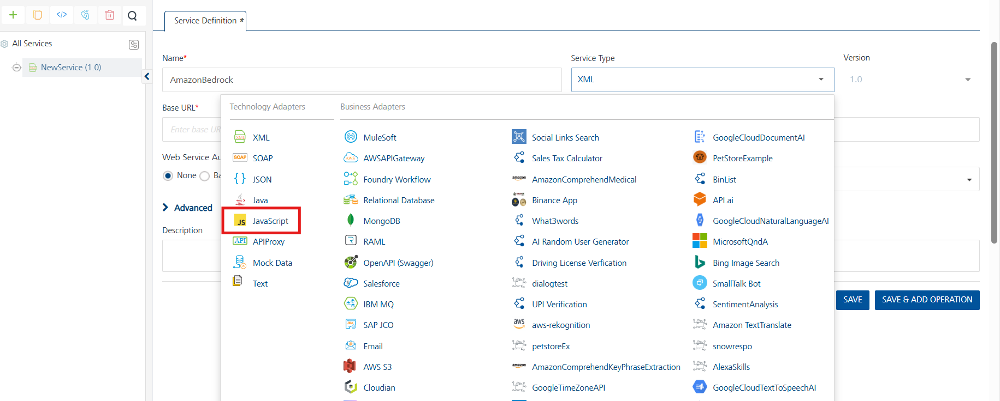 Service Definition *
All Services
NewService (1.0)
Name*
Service Type
Version
AmazonBedrock
XML
1.0
Base URL*
Enter base UR
Web Service Au
None
Ba
Advanced
Description
Technology Adapters
Business Adapters
XML
SOAP
JSON
Java
JavaScript
APIProxy
Mock Data
Text
MuleSoft
AWSAPIGateway
Foundry Workflow
Relational Database
MongoDB
RAML
OpenAPI (Swagger)
Salesforce
IBM MQ
SAP JCO
Email
AWS S3
Cloudian
Social Links Search
Sales Tax Calculator
AmazonComprehendMedical
Binance App
What3words
AI Random User Generator
Driving License Verfication
dialogtest
UPI Verification
aws-rekognition
petstoreEx
AmazonComprehendKeyPhraseExtraction
GoogleTimeZoneAPI
GoogleCloudDocumentAI
PetStoreExample
BinList
API.ai
GoogleCloudNaturalLanguageAI
MicrosoftQndA
Bing Image Search
SmallTalk Bot
SentimentAnalysis
Amazon TextTranslate
snowrespo
AlexaSkills
GoogleCloudTextToSpeechAI
SAVE
SAVE & ADD OPERATION